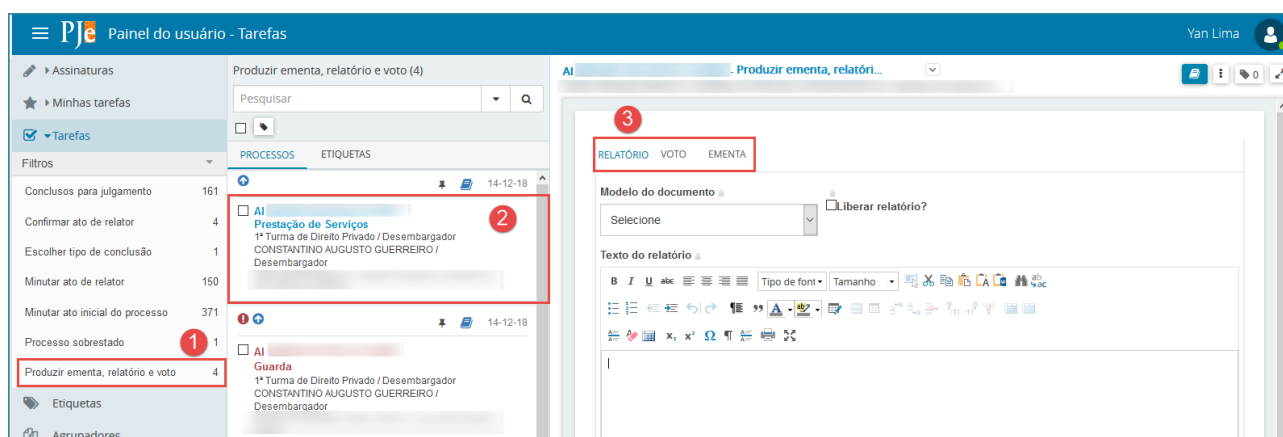 PJe Painel do usuário - Tarefas
Yan Lima
Assinaturas
Minhas tarefas
Tarefas
Filtros
Conclusos para julgamento 161
Confirmar ato de relator 4
Escolher tipo de conclusão 1
Minutar ato de relator 150
Minutar ato inicial do processo 371
Processo sobrestado 1
1
Produzir ementa, relatório e voto 4
Etiquetas
Agrupadores
Produzir ementa, relatório e voto (4)
Pesquisar
PROCESSOS ETIQUETAS
14-12-18
AI
Prestação de Serviços
1ª Turma de Direito Privado / Desembargador
CONSTANTINO AUGUSTO GUERREIRO /
Desembargador
2
14-12-18
AI
Guarda
1ª Turma de Direito Privado / Desembargador
CONSTANTINO AUGUSTO GUERREIRO /
Desembargador
AI . Produzir ementa, relatóri...
0
3
RELATÓRIO VOTO EMENTA
Modelo do documento
Liberar relatório?
Selecione
Texto do relatório
B I U abc Tipo de font Tamanho